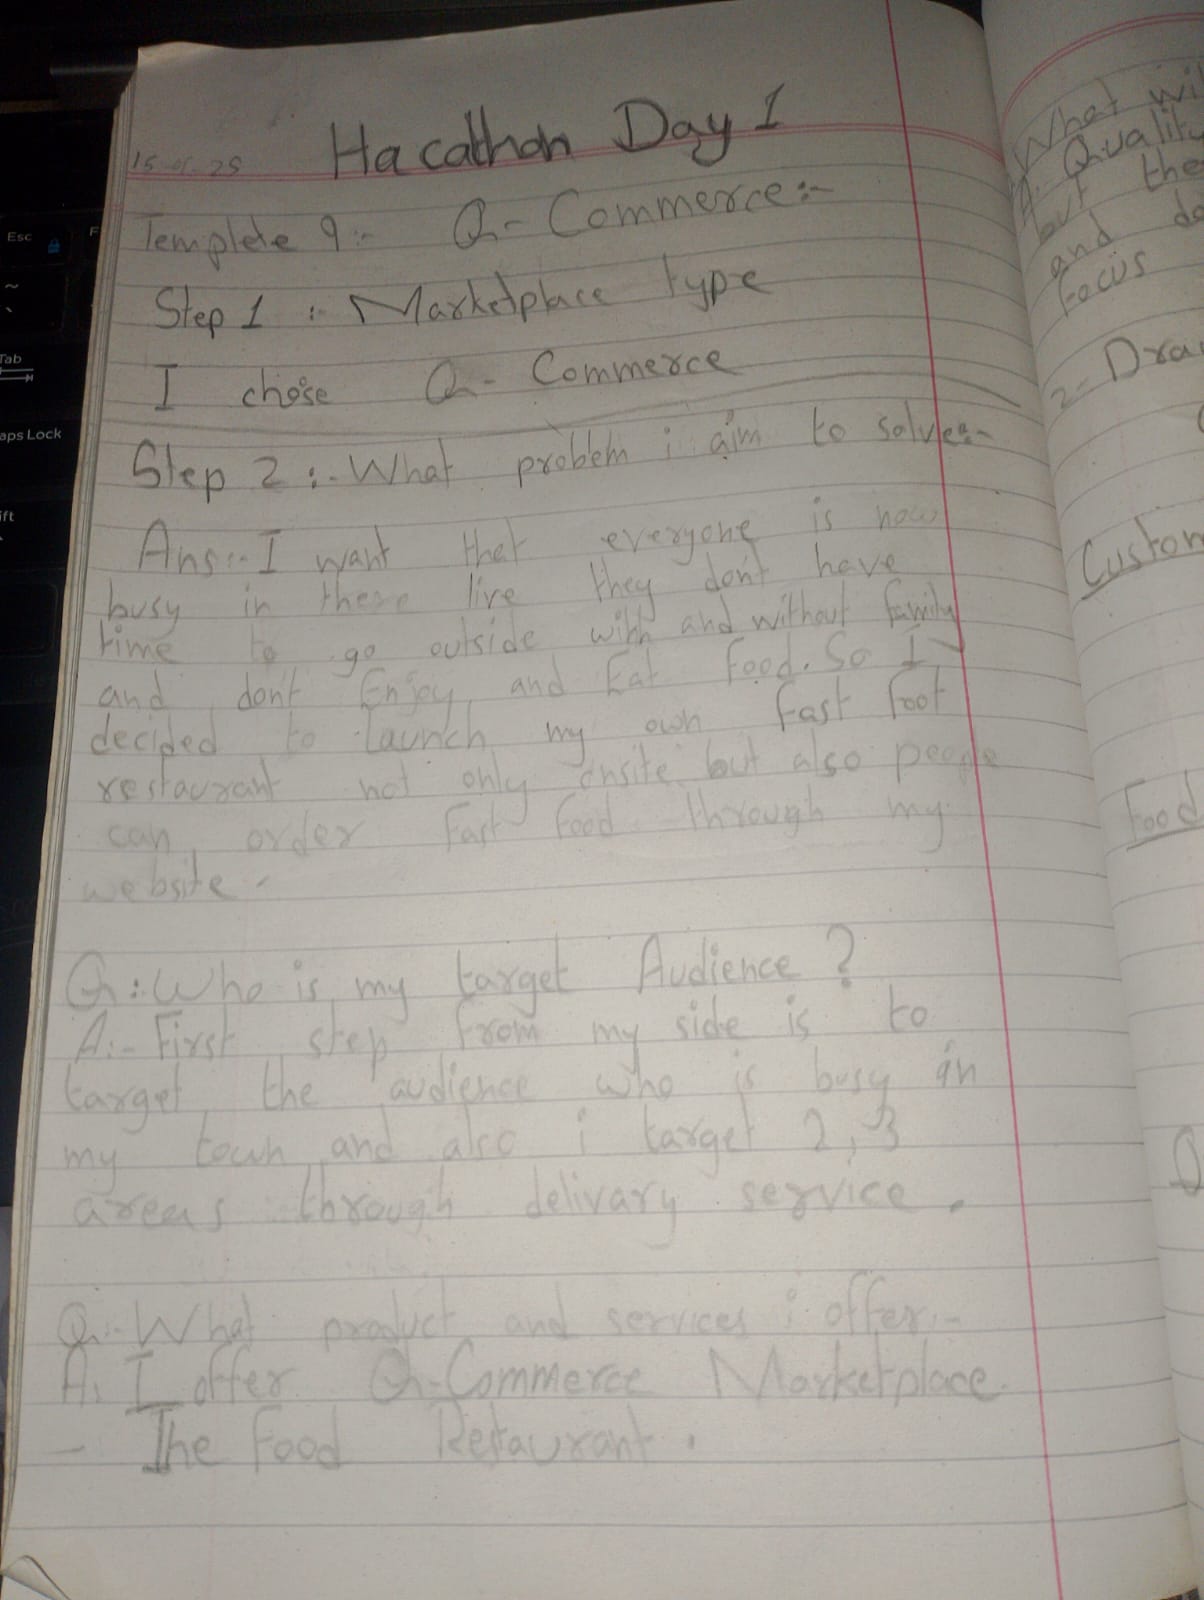 Hacathon Day 1
15 01-25
Templete 9:- Q-Commerce:-
Step 1 :- Marketplace type
I chose Q-Commerce
Step 2 :- What problem i aim to solve:-
Ans:- I want that everyone is now
busy in there live they don't have
time to go outside with and without family
and don't Enjoy and Eat Food. So I
decided to launch my own fast foot
restaurant not only onsite but also people
can order fast food through my
website.
Q:- Who is my target Audience ?
A:- First step from my side is to
target the audience who is busy in
my town and also i target 2,3
areas through delivary service.
Q:- What product and services i offer:-
A: I offer Q-Commerce Marketplace
- The Food Restaurant.
What
A.
but the
and
focus
2-
Food
Esc
F
Tab
aps Lock
ift